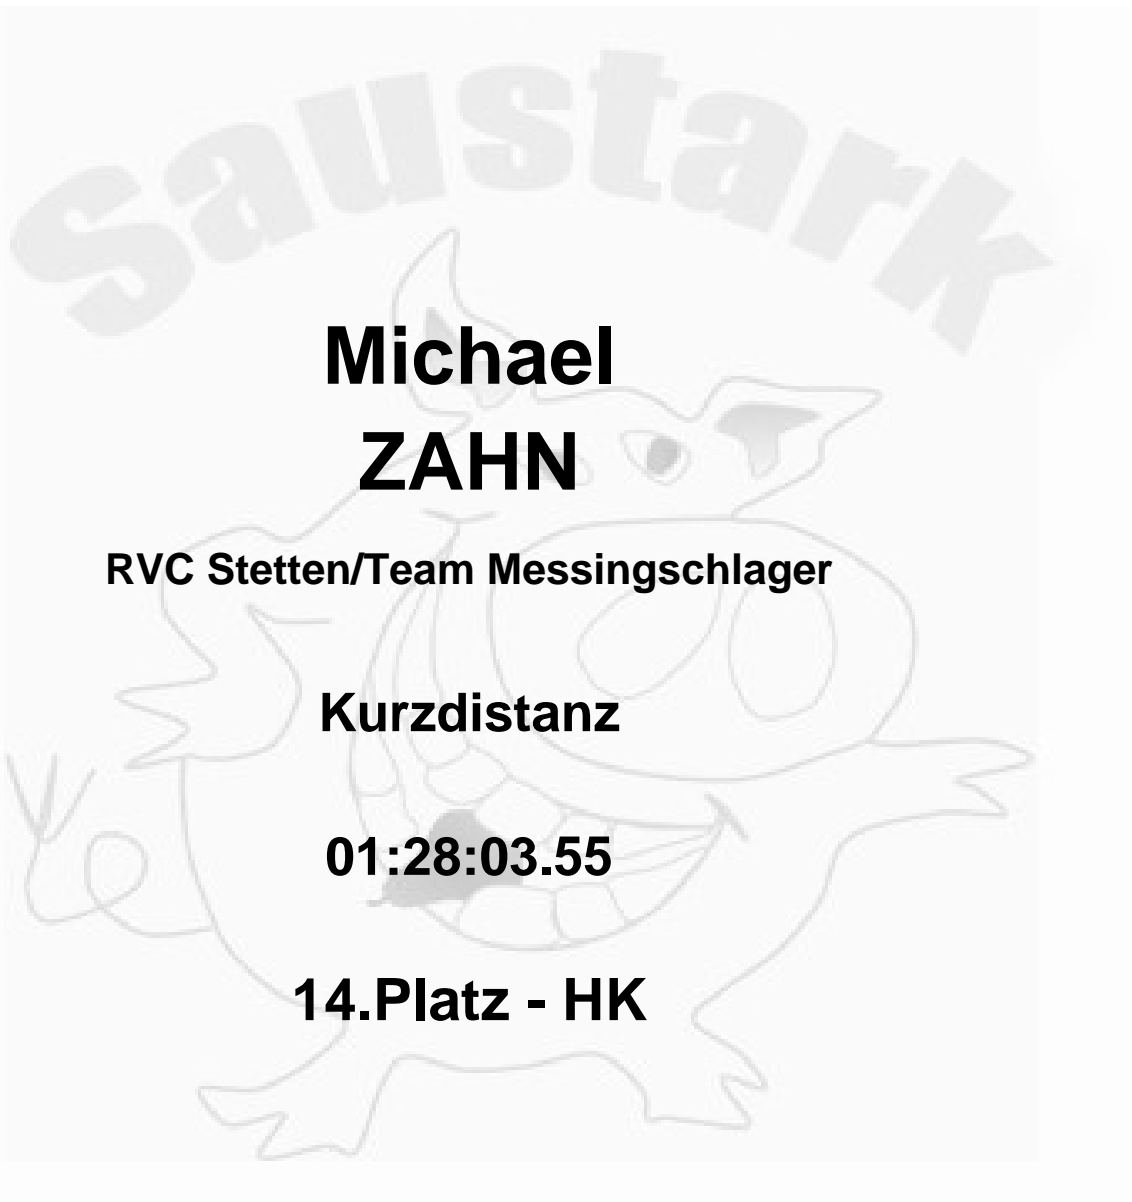 Saustark
Michael
ZAHN
RVC Stetten/Team Messingschlager
Kurzdistanz
01:28:03.55
14.Platz - HK